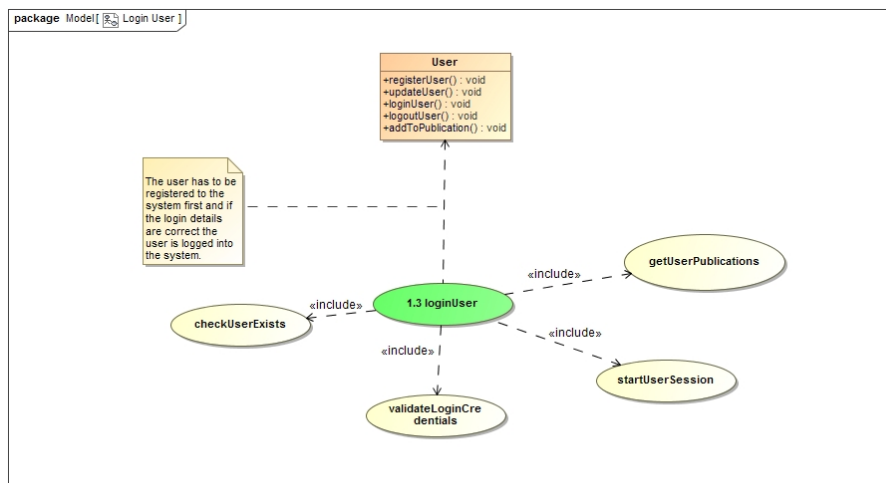 package Model[ Login User ]
User
+registerUser() : void
+updateUser() : void
+loginUser() : void
+logoutUser() : void
+addToPublication() : void
The user has to be
registered to the
system first and if
the login details
are correct the
user is logged into
the system.
getUserPublications
«include»
1.3 loginUser
«include»
checkUserExists
«include»
«include»
startUserSession
validateLoginCre
dentials